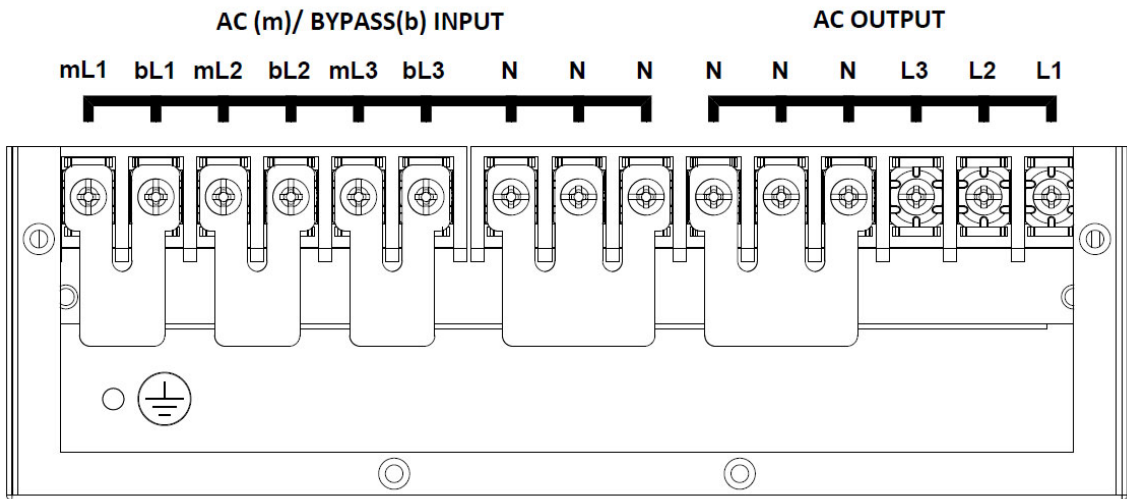 AC (m)/ BYPASS(b) INPUT
AC OUTPUT
mL1 bL1 mL2 bL2 mL3 bL3 N N N N N N L3 L2 L1